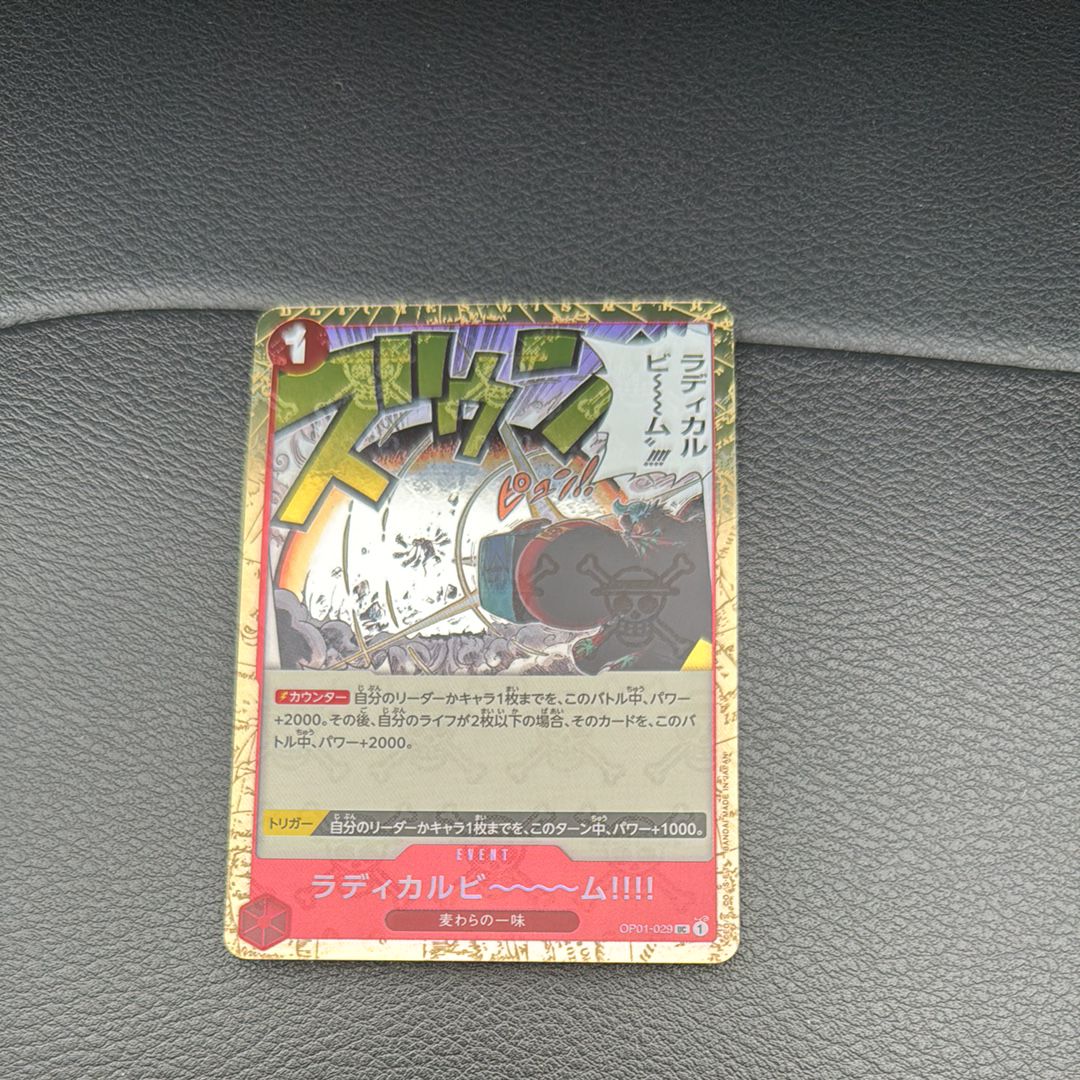 1
ズゥン
ラディカル
ビ～～～ム!!!!
ピュン!!
カウンター 自分のリーダーかキャラ1枚までを、このバトル中、パワー
+2000。その後、自分のライフが2枚以下の場合、そのカードを、このバ
トル中、パワー+2000。
トリガー 自分のリーダーかキャラ1枚までを、このターン中、パワー+1000。
EVENT
ラディカルビ～～～～ム!!!!
麦わらの一味
OP01-029 UC 1
BANDAI MADE IN JAPAN